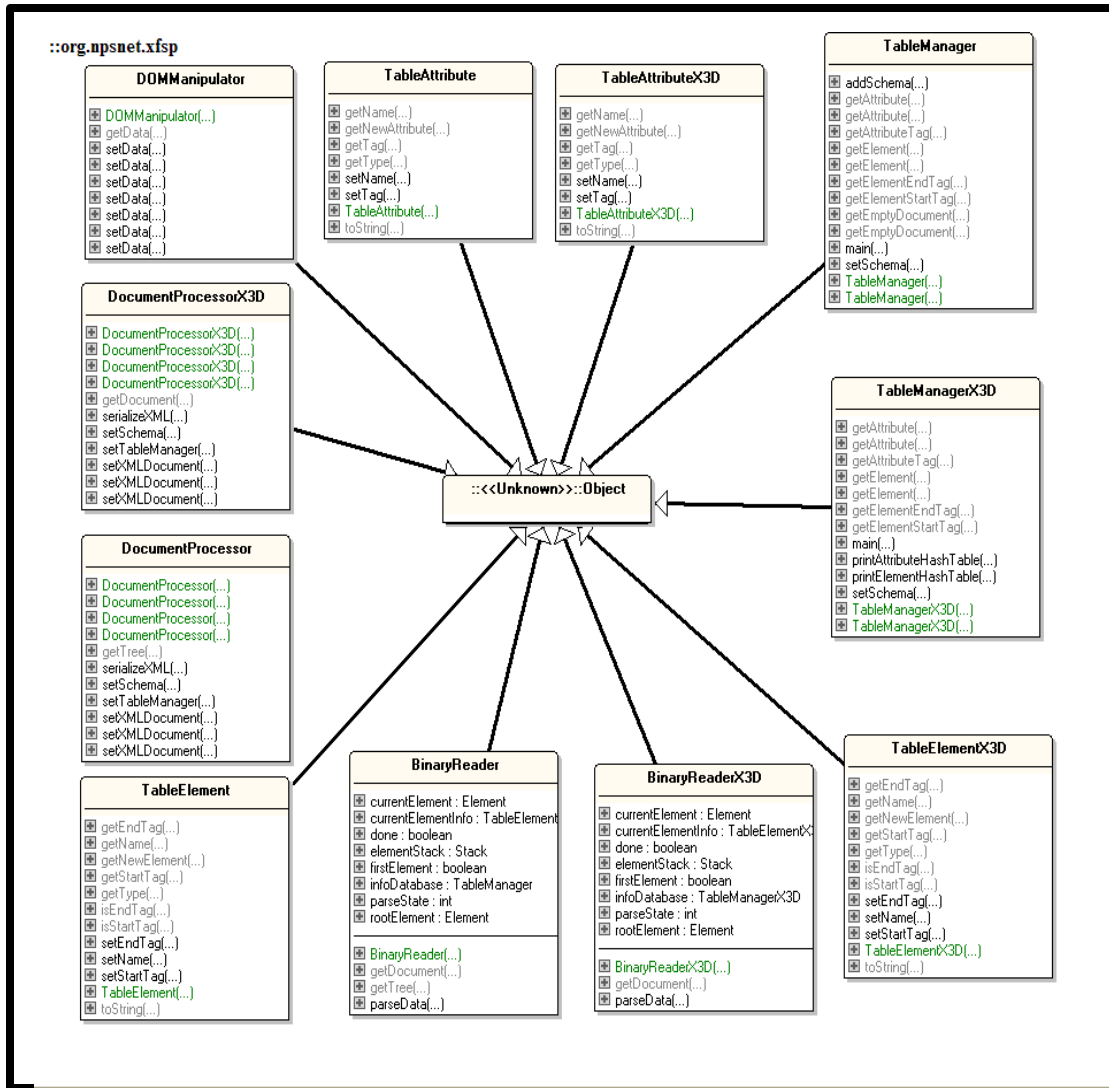 ::org.npsnet.xfsp
DOMManipulator
DOMManipulator(...)
getData(...)
setData(...)
setData(...)
setData(...)
setData(...)
setData(...)
setData(...)
setData(...)
TableAttribute
getName(...)
getNewAttribute(...)
getTag(...)
getType(...)
setName(...)
setTag(...)
TableAttribute(...)
toString(...)
TableAttributeX3D
getName(...)
getNewAttribute(...)
getTag(...)
getType(...)
setName(...)
setTag(...)
TableAttributeX3D(...)
toString(...)
TableManager
addSchema(...)
getAttribute(...)
getAttribute(...)
getAttributeTag(...)
getElement(...)
getElement(...)
getElementEndTag(...)
getElementStartTag(...)
getEmptyDocument(...)
getEmptyDocument(...)
main(...)
setSchema(...)
TableManager(...)
TableManager(...)
DocumentProcessorX3D
DocumentProcessorX3D(...)
DocumentProcessorX3D(...)
DocumentProcessorX3D(...)
DocumentProcessorX3D(...)
getDocument(...)
serializeXML(...)
setSchema(...)
setTableManager(...)
setXMLDocument(...)
setXMLDocument(...)
setXMLDocument(...)
::<<Unknown>>::Object
TableManagerX3D
getAttribute(...)
getAttribute(...)
getAttributeTag(...)
getElement(...)
getElement(...)
getElementEndTag(...)
getElementStartTag(...)
main(...)
printAttributeHashTable(...)
printElementHashTable(...)
setSchema(...)
TableManagerX3D(...)
TableManagerX3D(...)
DocumentProcessor
DocumentProcessor(...)
DocumentProcessor(...)
DocumentProcessor(...)
DocumentProcessor(...)
getTree(...)
serializeXML(...)
setSchema(...)
setTableManager(...)
setXMLDocument(...)
setXMLDocument(...)
setXMLDocument(...)
TableElement
getEndTag(...)
getName(...)
getNewElement(...)
getStartTag(...)
getType(...)
isEndTag(...)
isStartTag(...)
setEndTag(...)
setName(...)
setStartTag(...)
TableElement(...)
toString(...)
BinaryReader
currentElement : Element
currentElementInfo : TableElement
done : boolean
elementStack : Stack
firstElement : boolean
infoDatabase : TableManager
parseState : int
rootElement : Element
BinaryReader(...)
getDocument(...)
getTree(...)
parseData(...)
BinaryReaderX3D
currentElement : Element
currentElementInfo : TableElementX3
done : boolean
elementStack : Stack
firstElement : boolean
infoDatabase : TableManagerX3D
parseState : int
rootElement : Element
BinaryReaderX3D(...)
getDocument(...)
parseData(...)
TableElementX3D
getEndTag(...)
getName(...)
getNewElement(...)
getStartTag(...)
getType(...)
isEndTag(...)
isStartTag(...)
setEndTag(...)
setName(...)
setStartTag(...)
TableElementX3D(...)
toString(...)